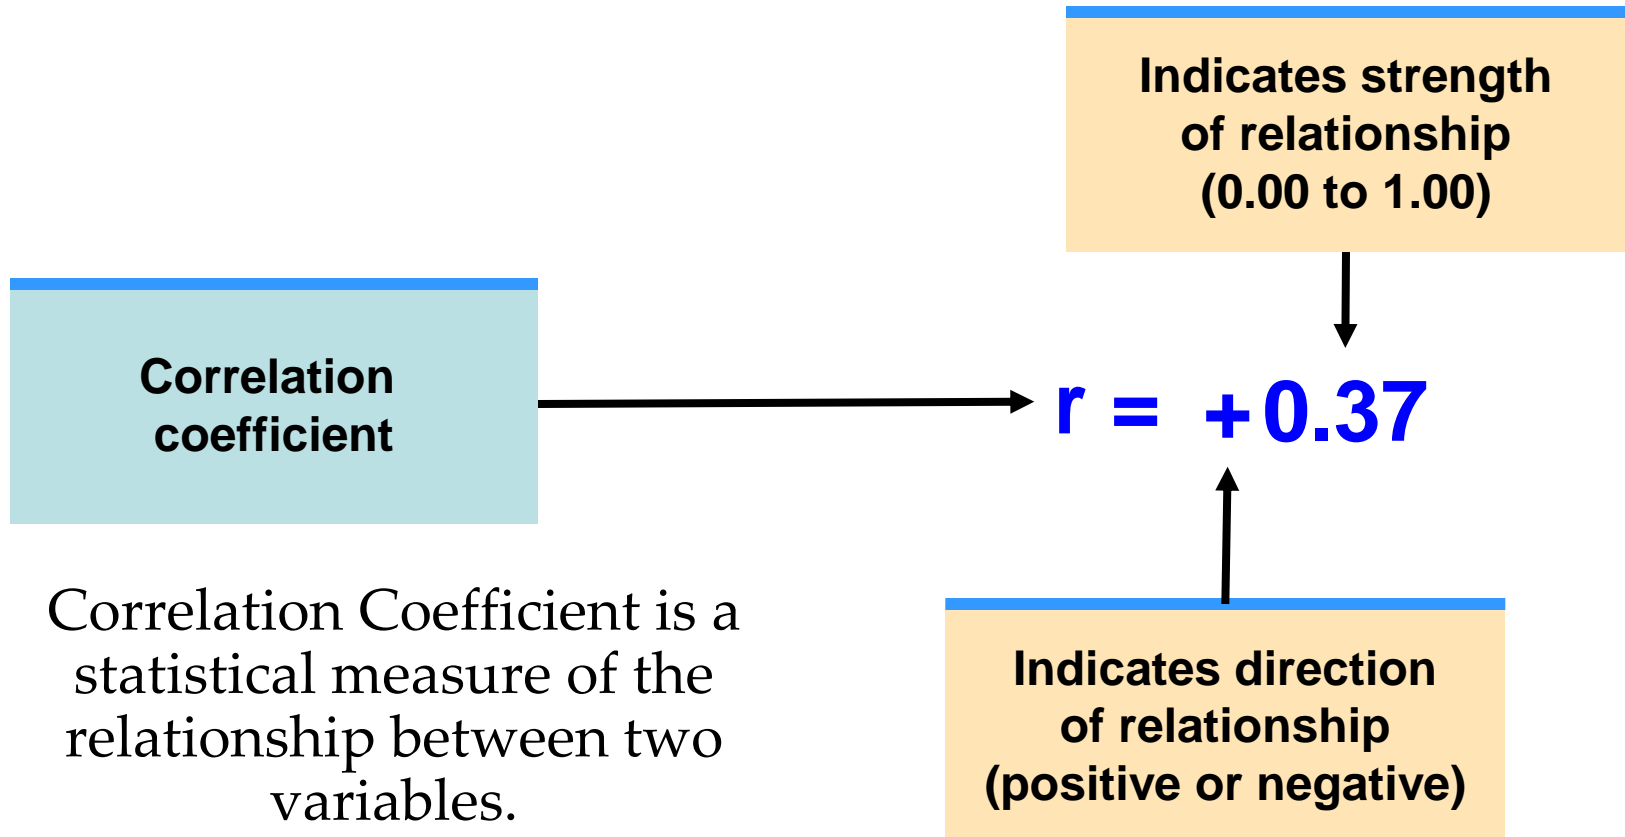 Indicates strength
of relationship
(0.00 to 1.00)
Correlation
coefficient
r = +0.37
Correlation Coefficient is a
statistical measure of the
relationship between two
variables.
Indicates direction
of relationship
(positive or negative)